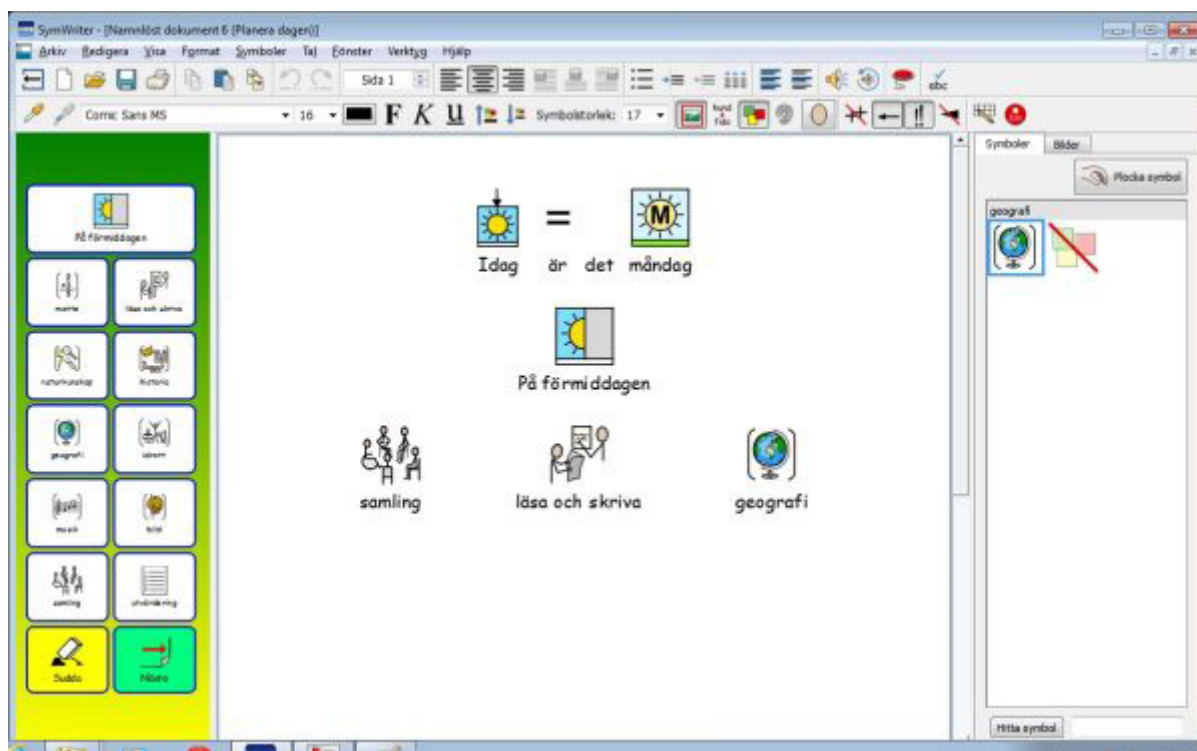 SymWriter - [Namnlöst dokument 6 (Planera dagen)]
Arkiv Redigera Visa Format Symboler Tal Fönster Verktyg Hjälp
Sida 1
abc
Comic Sans MS 16 F K U Symbolstorlek: 17
Symboler Bilder
Plocka symbol
geografi
På förmiddagen
matte läsa och skriva
naturkunskap historia
geografi idrott
musik bild
samling utvärdering
Sudda Nästa
M
Idag är det måndag
På förmiddagen
samling läsa och skriva geografi
Hitta symbol